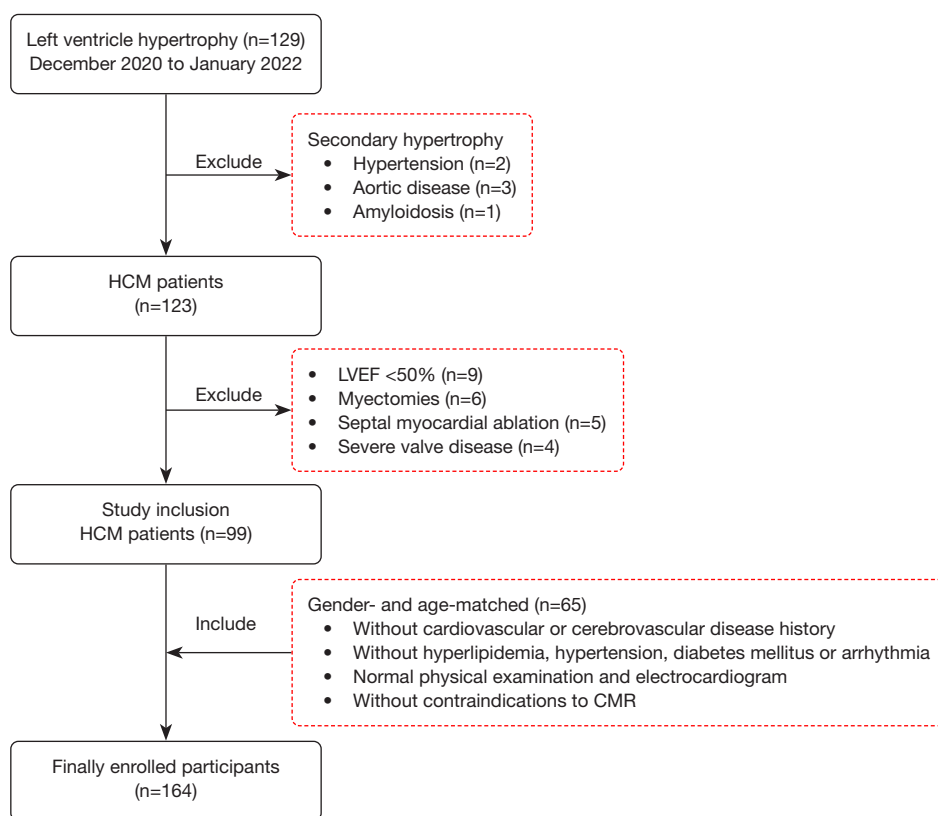 Left ventricle hypertrophy (n=129)
December 2020 to January 2022
Exclude
Secondary hypertrophy
• Hypertension (n=2)
• Aortic disease (n=3)
• Amyloidosis (n=1)
HCM patients
(n=123)
Exclude
• LVEF <50% (n=9)
• Myectomies (n=6)
• Septal myocardial ablation (n=5)
• Severe valve disease (n=4)
Study inclusion
HCM patients (n=99)
Include
Gender- and age-matched (n=65)
• Without cardiovascular or cerebrovascular disease history
• Without hyperlipidemia, hypertension, diabetes mellitus or arrhythmia
• Normal physical examination and electrocardiogram
• Without contraindications to CMR
Finally enrolled participants
(n=164)